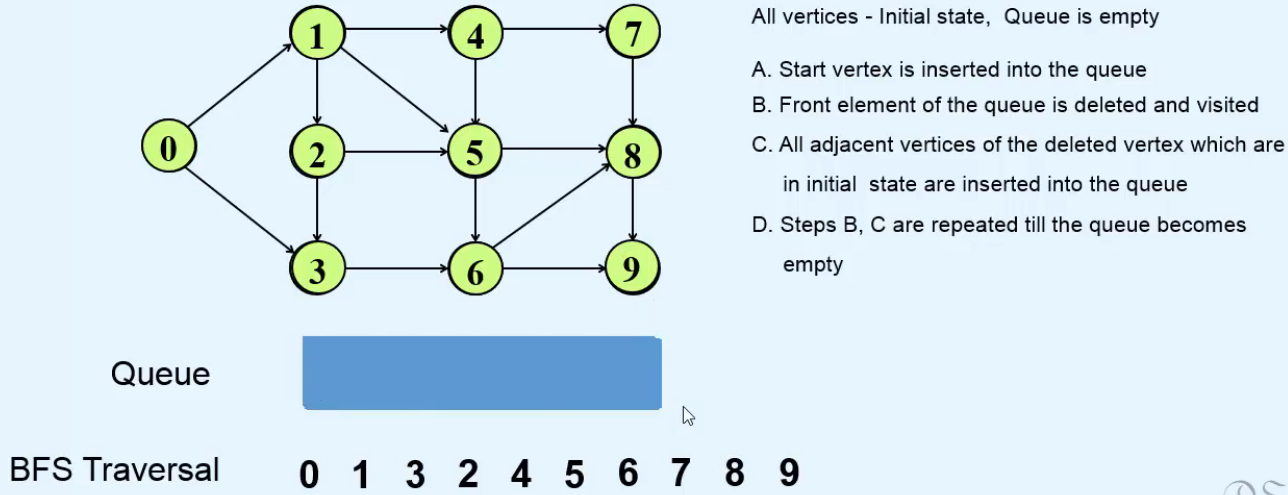 All vertices - Initial state, Queue is empty
A. Start vertex is inserted into the queue
B. Front element of the queue is deleted and visited
C. All adjacent vertices of the deleted vertex which are
in initial state are inserted into the queue
D. Steps B, C are repeated till the queue becomes
empty
1 4 7
0 2 5 8
3 6 9
Queue
BFS Traversal 0 1 3 2 4 5 6 7 8 9